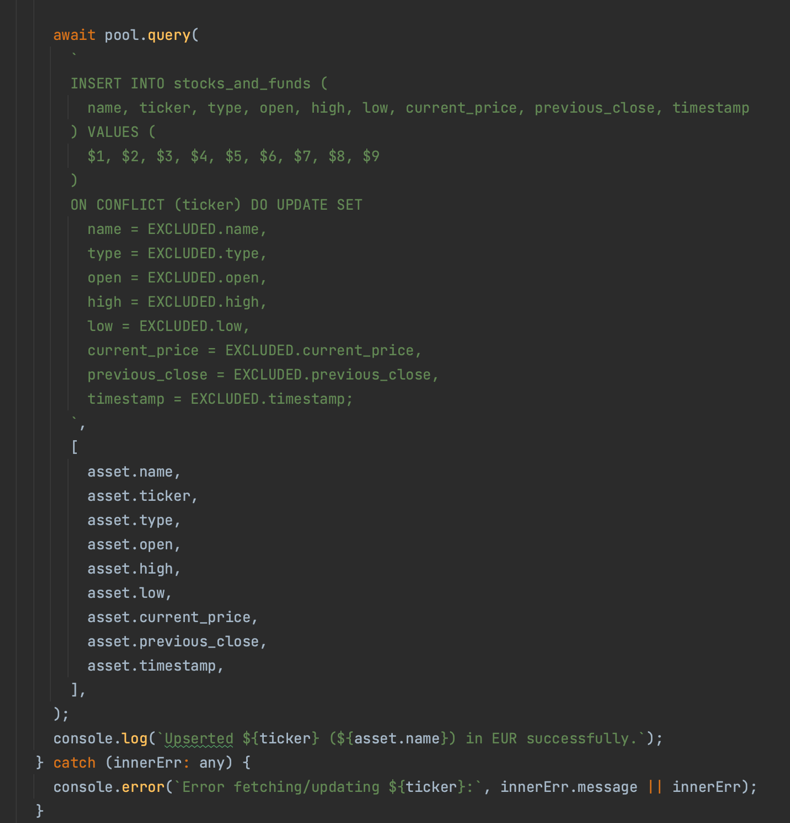 await pool.query(
`
INSERT INTO stocks_and_funds (
name, ticker, type, open, high, low, current_price, previous_close, timestamp
) VALUES (
$1, $2, $3, $4, $5, $6, $7, $8, $9
)
ON CONFLICT (ticker) DO UPDATE SET
name = EXCLUDED.name,
type = EXCLUDED.type,
open = EXCLUDED.open,
high = EXCLUDED.high,
low = EXCLUDED.low,
current_price = EXCLUDED.current_price,
previous_close = EXCLUDED.previous_close,
timestamp = EXCLUDED.timestamp;
`,
[
asset.name,
asset.ticker,
asset.type,
asset.open,
asset.high,
asset.low,
asset.current_price,
asset.previous_close,
asset.timestamp,
],
);
console.log(`Upserted ${ticker} (${asset.name}) in EUR successfully.`);
} catch (innerErr: any) {
console.error(`Error fetching/updating ${ticker}:`, innerErr.message || innerErr);
}